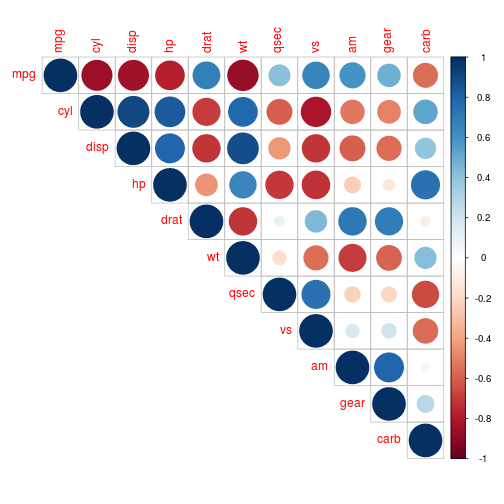 mpg cyl disp hp drat wt qsec vs am gear carb
mpg
cyl
disp
hp
drat
wt
qsec
vs
am
gear
carb
1
0.8
0.6
0.4
0.2
0
-0.2
-0.4
-0.6
-0.8
-1